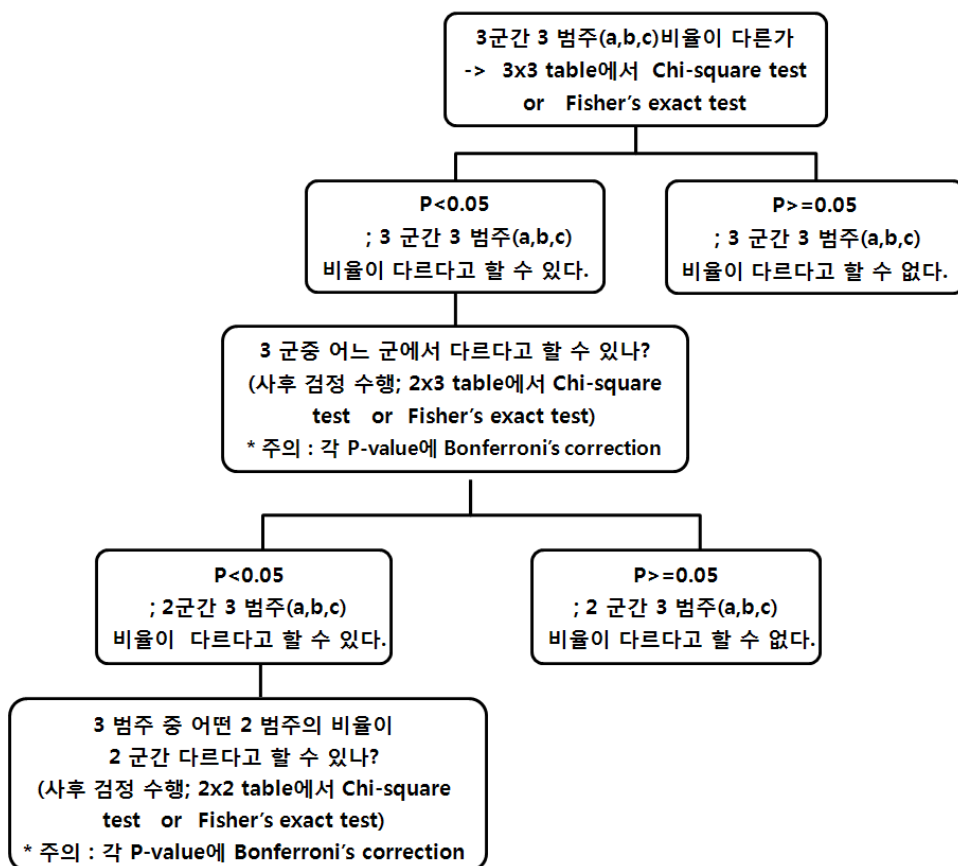 3군간 3 범주(a,b,c)비율이 다른가
-> 3x3 table에서 Chi-square test
or Fisher's exact test
P<0.05
; 3 군간 3 범주(a,b,c)
비율이 다르다고 할 수 있다.
P>=0.05
; 3 군간 3 범주(a,b,c)
비율이 다르다고 할 수 없다.
3 군중 어느 군에서 다르다고 할 수 있나?
(사후 검정 수행; 2x3 table에서 Chi-square
test or Fisher's exact test)
* 주의 : 각 P-value에 Bonferroni's correction
P<0.05
; 2군간 3 범주(a,b,c)
비율이 다르다고 할 수 있다.
P>=0.05
; 2 군간 3 범주(a,b,c)
비율이 다르다고 할 수 없다.
3 범주 중 어떤 2 범주의 비율이
2 군간 다르다고 할 수 있나?
(사후 검정 수행; 2x2 table에서 Chi-square
test or Fisher's exact test)
* 주의 : 각 P-value에 Bonferroni's correction